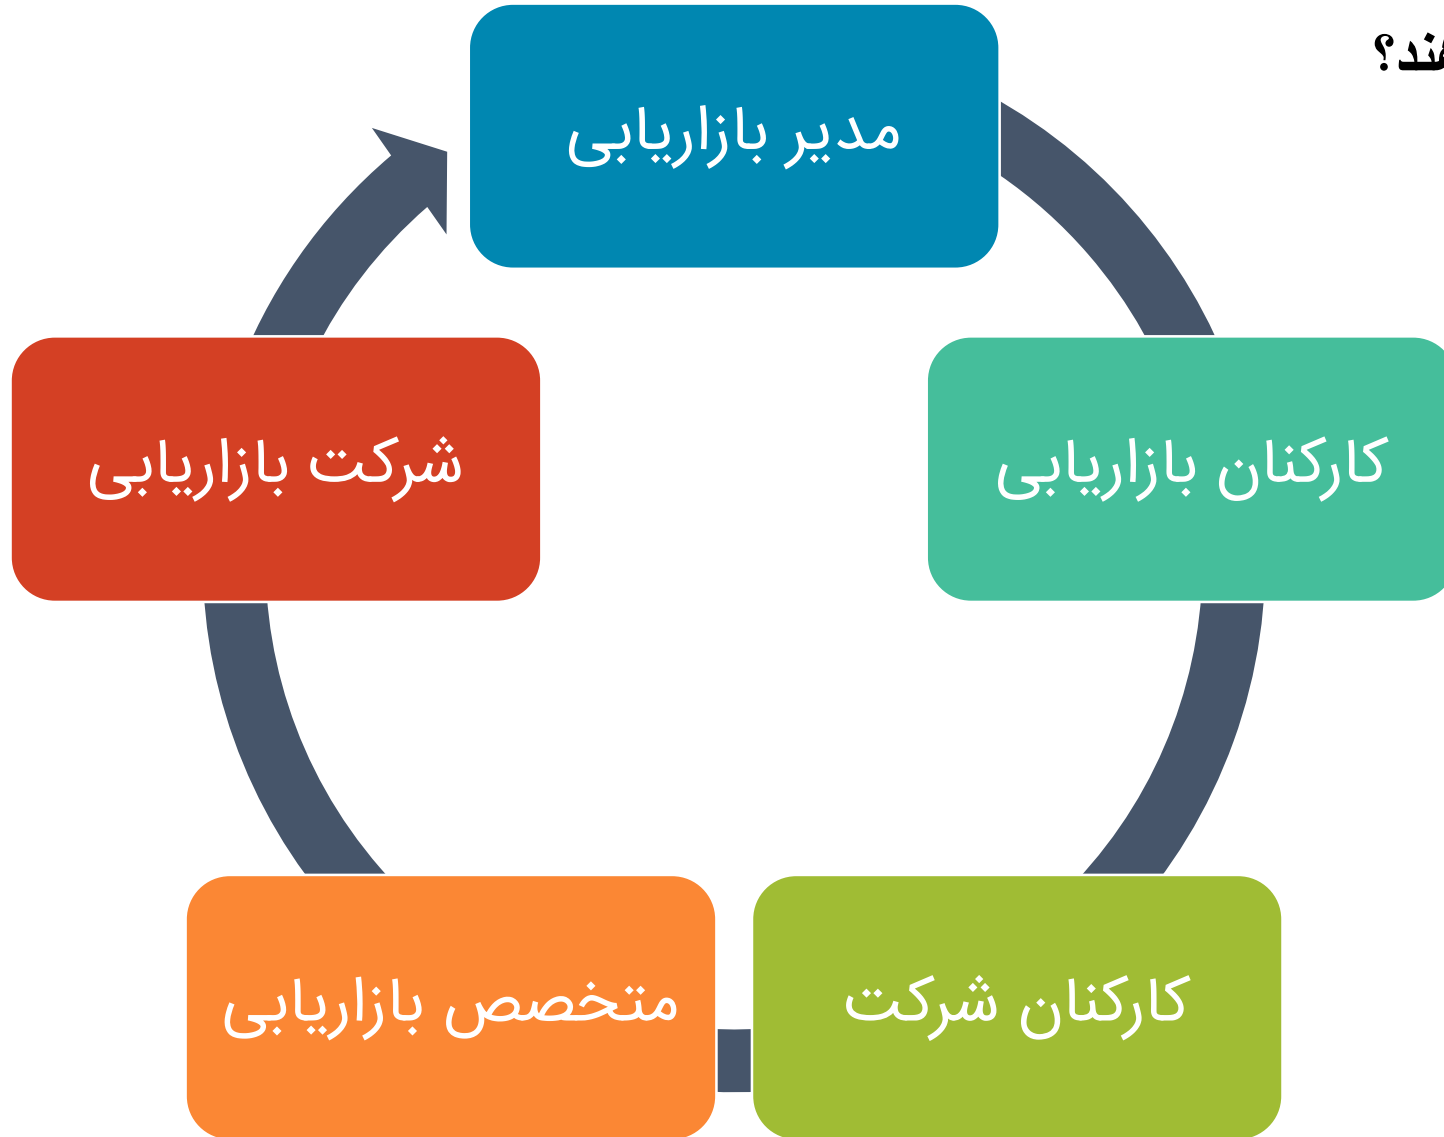 مدیر بازاریابی
کارکنان بازاریابی
کارکنان شرکت
متخصص بازاریابی
شرکت بازاریابی